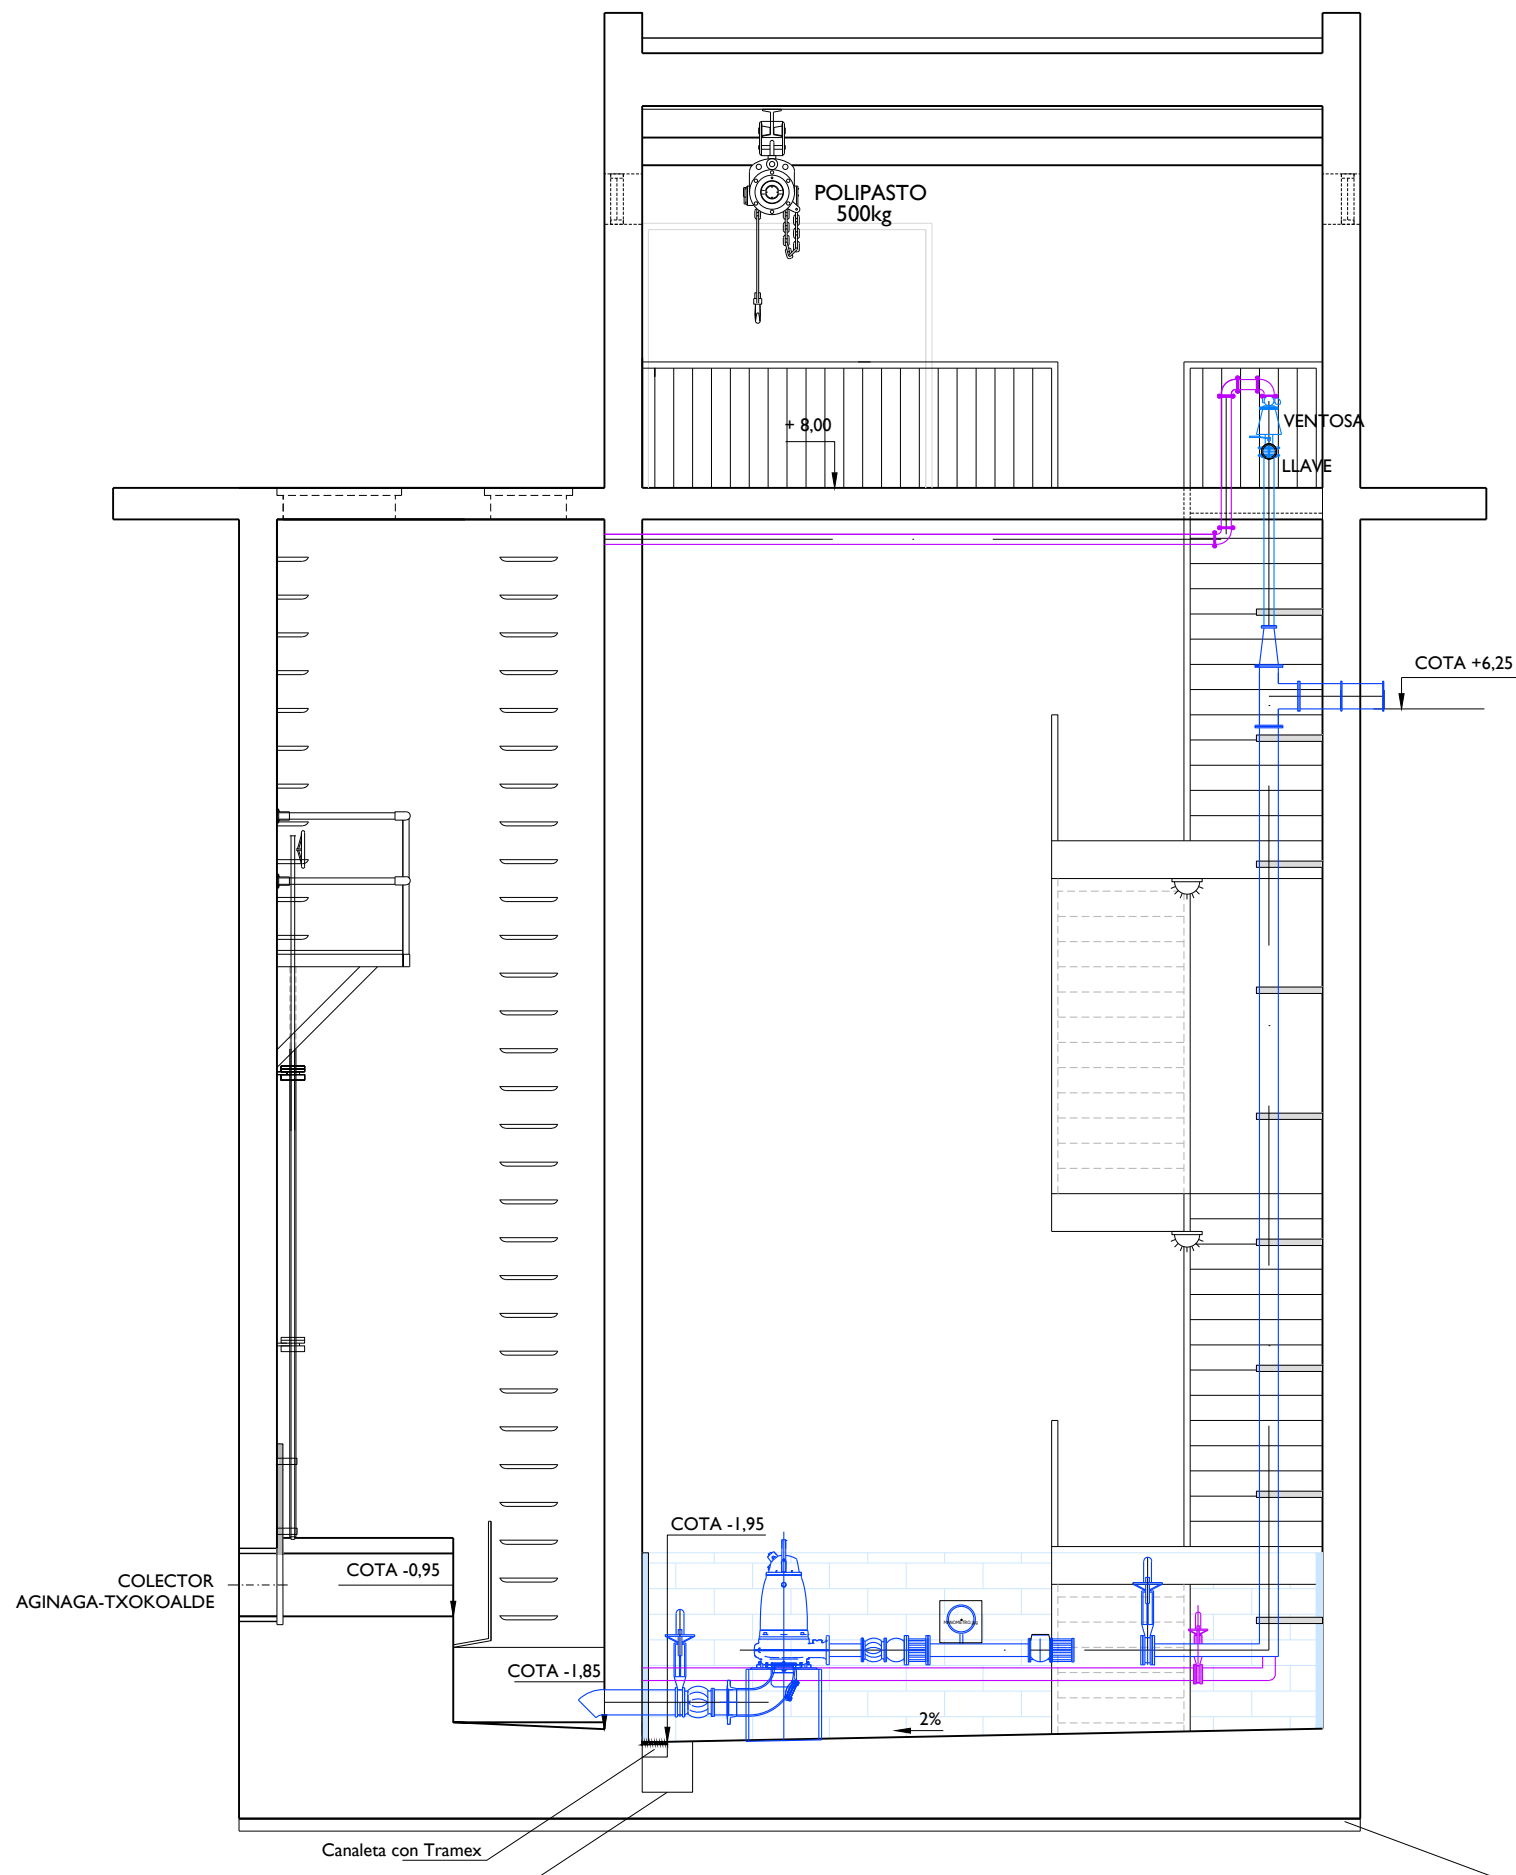 POLIPASTO
500kg
+ 8,00
VENTOSA
LLAVE
COTA +6,25
COTA -1,95
COTA -0,95
COLECTOR
AGINAGA-TXOKOALDE
COTA -1,85
2%
Canaleta con Tramex